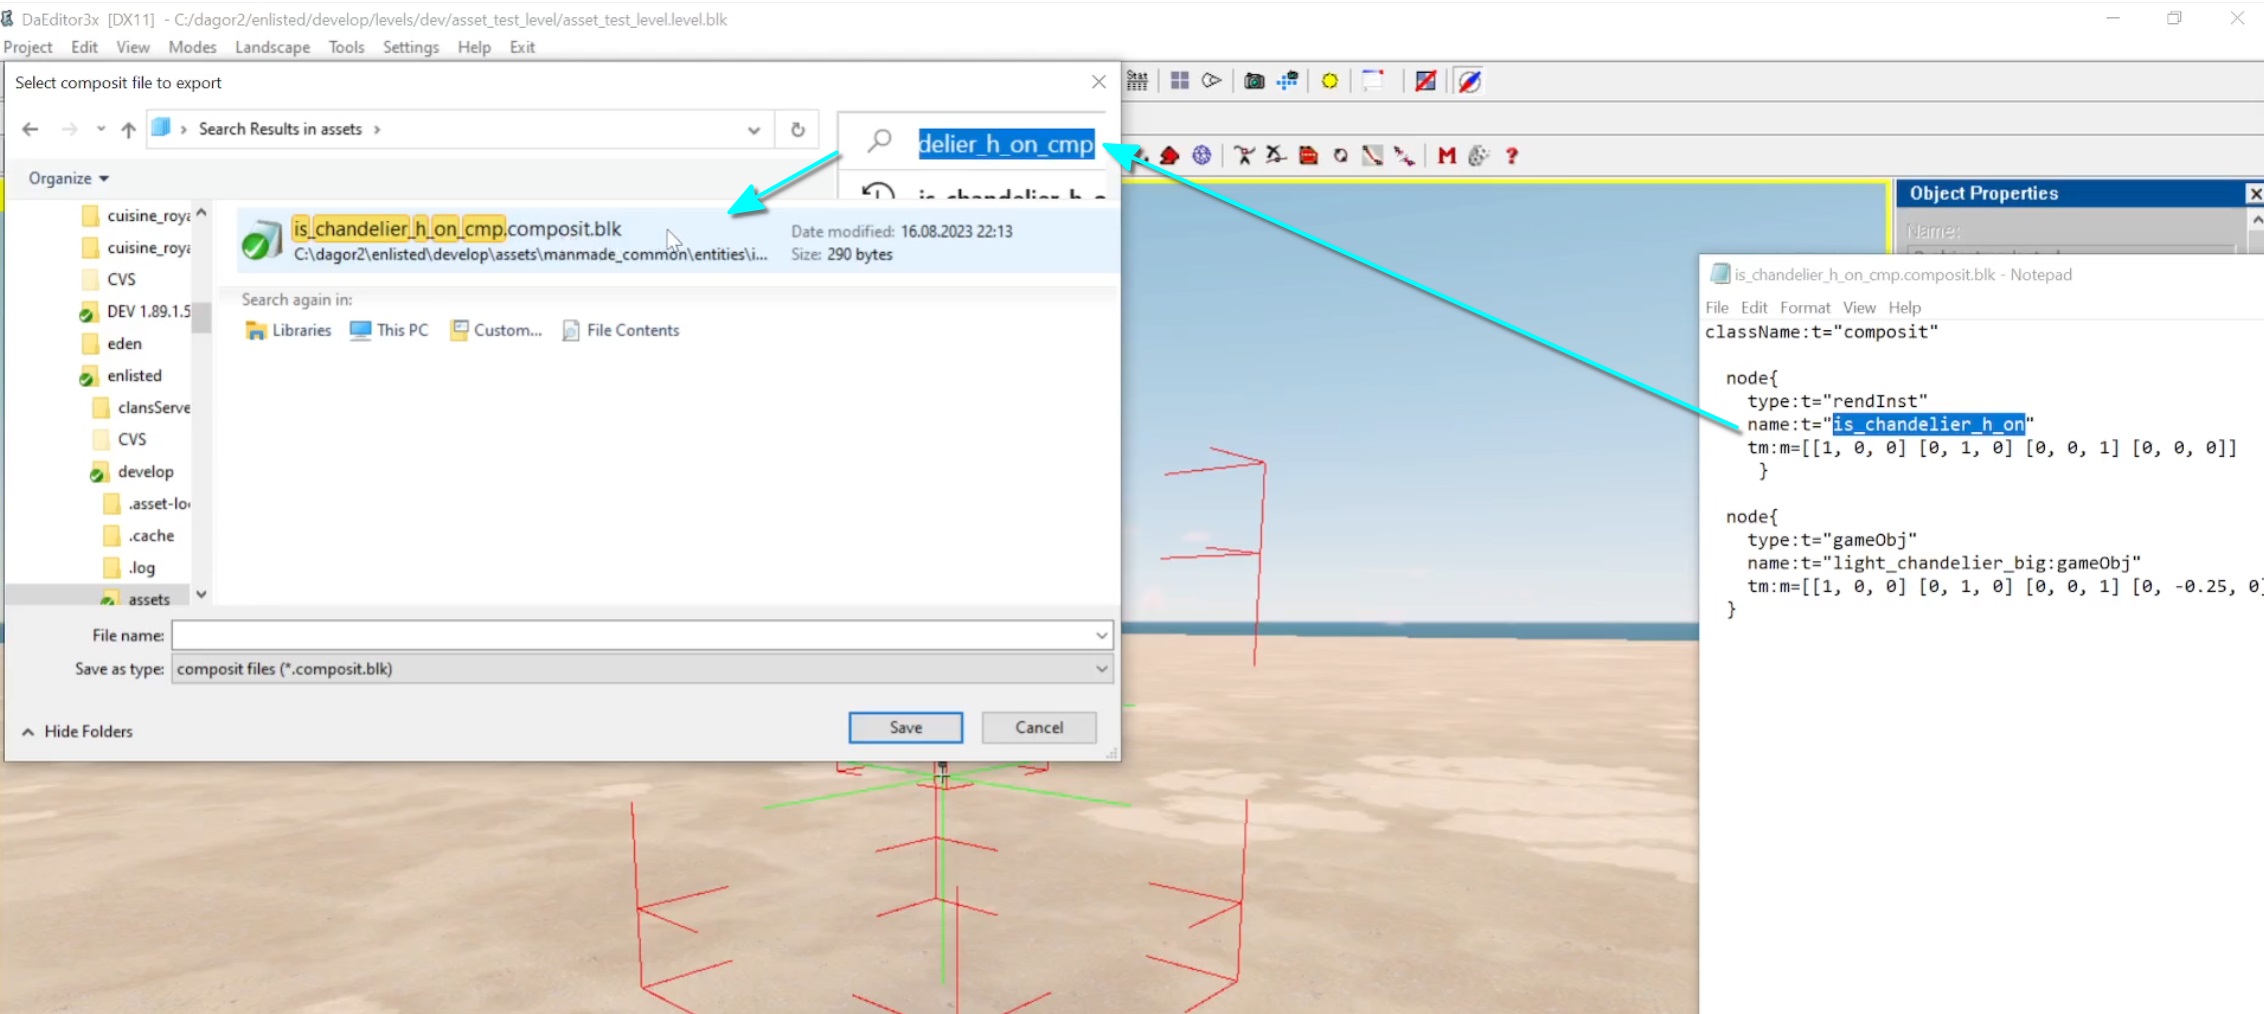 DaEditor3x [DX11] - C:/dagor2/enlisted/develop/levels/dev/asset_test_level/asset_test_level.level.blk
Project Edit View Modes Landscape Tools Settings Help Exit
Select composit file to export
Stat
Search Results in assets
delier_h_on_cmp
is_chandelier_h_o
M ?
Organize
is_chandelier_h_on_cmp.composit.blk
C:\dagor2\enlisted\develop\assets\manmade_common\entities\i...
Date modified: 16.08.2023 22:13
Size: 290 bytes
Search again in:
Libraries This PC Custom... File Contents
cuisine_roya
cuisine_roya
CVS
DEV 1.89.1.5
eden
enlisted
clansServe
CVS
develop
.asset-lo
.cache
.log
assets
File name:
Save as type: composit files (*.composit.blk)
Hide Folders
Save
Cancel
Object Properties
Name:
is_chandelier_h_on_cmp.composit.blk - Notepad
File Edit Format View Help
className:t="composit"
node{
type:t="rendInst"
name:t="is_chandelier_h_on"
tm:m=[[1, 0, 0] [0, 1, 0] [0, 0, 1] [0, 0, 0]]
}
node{
type:t="gameObj"
name:t="light_chandelier_big:gameObj"
tm:m=[[1, 0, 0] [0, 1, 0] [0, 0, 1] [0, -0.25, 0]
}